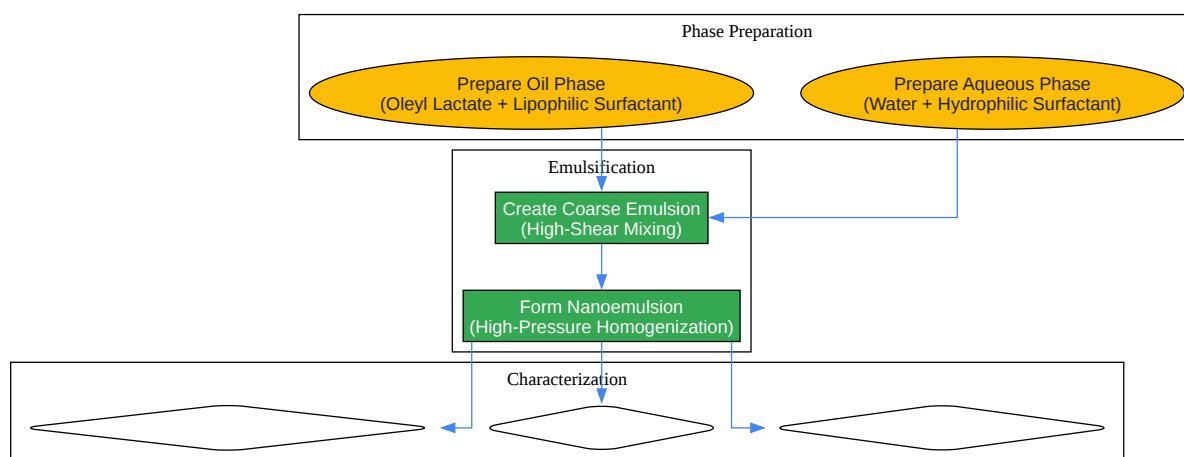 Phase Preparation
Prepare Oil Phase
(Oleyl Lactate + Lipophilic Surfactant)
Prepare Aqueous Phase
(Water + Hydrophilic Surfactant)
Emulsification
Create Coarse Emulsion
(High-Shear Mixing)
Form Nanoemulsion
(High-Pressure Homogenization)
Characterization